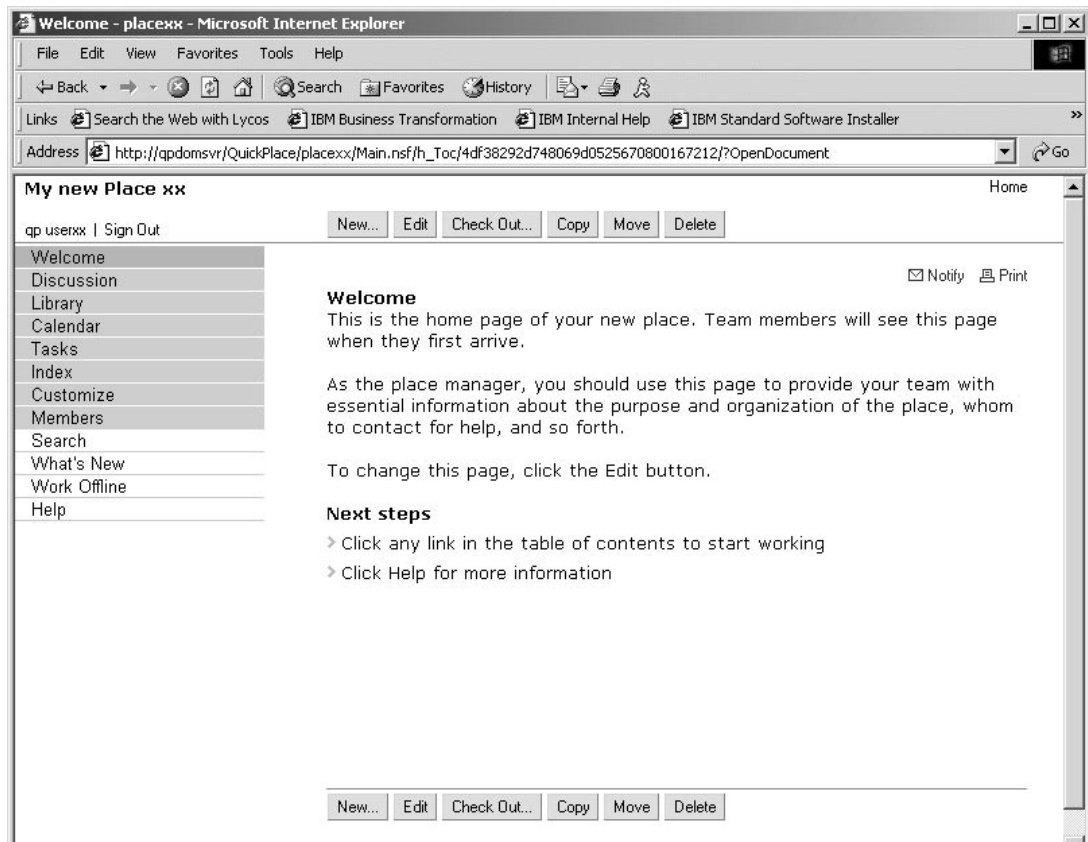 Welcome - placexx - Microsoft Internet Explorer
File Edit View Favorites Tools Help
Back Search Favorites History
Links Search the Web with Lycos IBM Business Transformation IBM Internal Help IBM Standard Software Installer »
Address http://qpdomsvr/QuickPlace/placexx/Main.nsf/h_Toc/4df38292d748069d0525670800167212/?OpenDocument Go
My new Place xx Home
qp userxx | Sign Out New... Edit Check Out... Copy Move Delete
Welcome
Discussion
Library
Calendar
Tasks
Index
Customize
Members
Search
What's New
Work Offline
Help
Notify Print
Welcome
This is the home page of your new place. Team members will see this page
when they first arrive.
As the place manager, you should use this page to provide your team with
essential information about the purpose and organization of the place, whom
to contact for help, and so forth.
To change this page, click the Edit button.
Next steps
Click any link in the table of contents to start working
Click Help for more information
New... Edit Check Out... Copy Move Delete